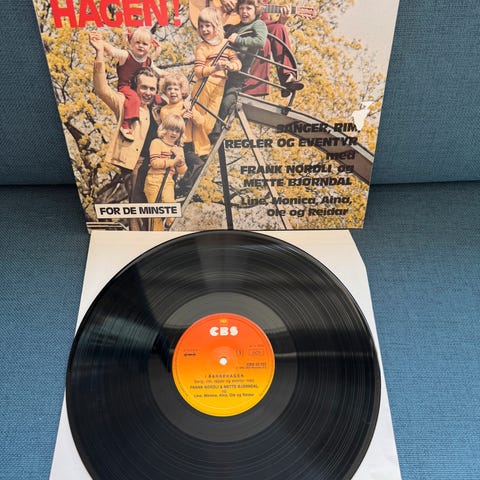 HAGEN!
SANGER, RIM,
REGLER OG EVENTYR
med
FRANK NORDLI og
METTE BJØRNDAL
Line, Monica, Aina,
Ole og Reidar
FOR DE MINSTE
CBS
I BARNEHAGEN
FRANK NORDLI & METTE BJØRNDAL
Line, Monica, Aina, Ole og Reidar